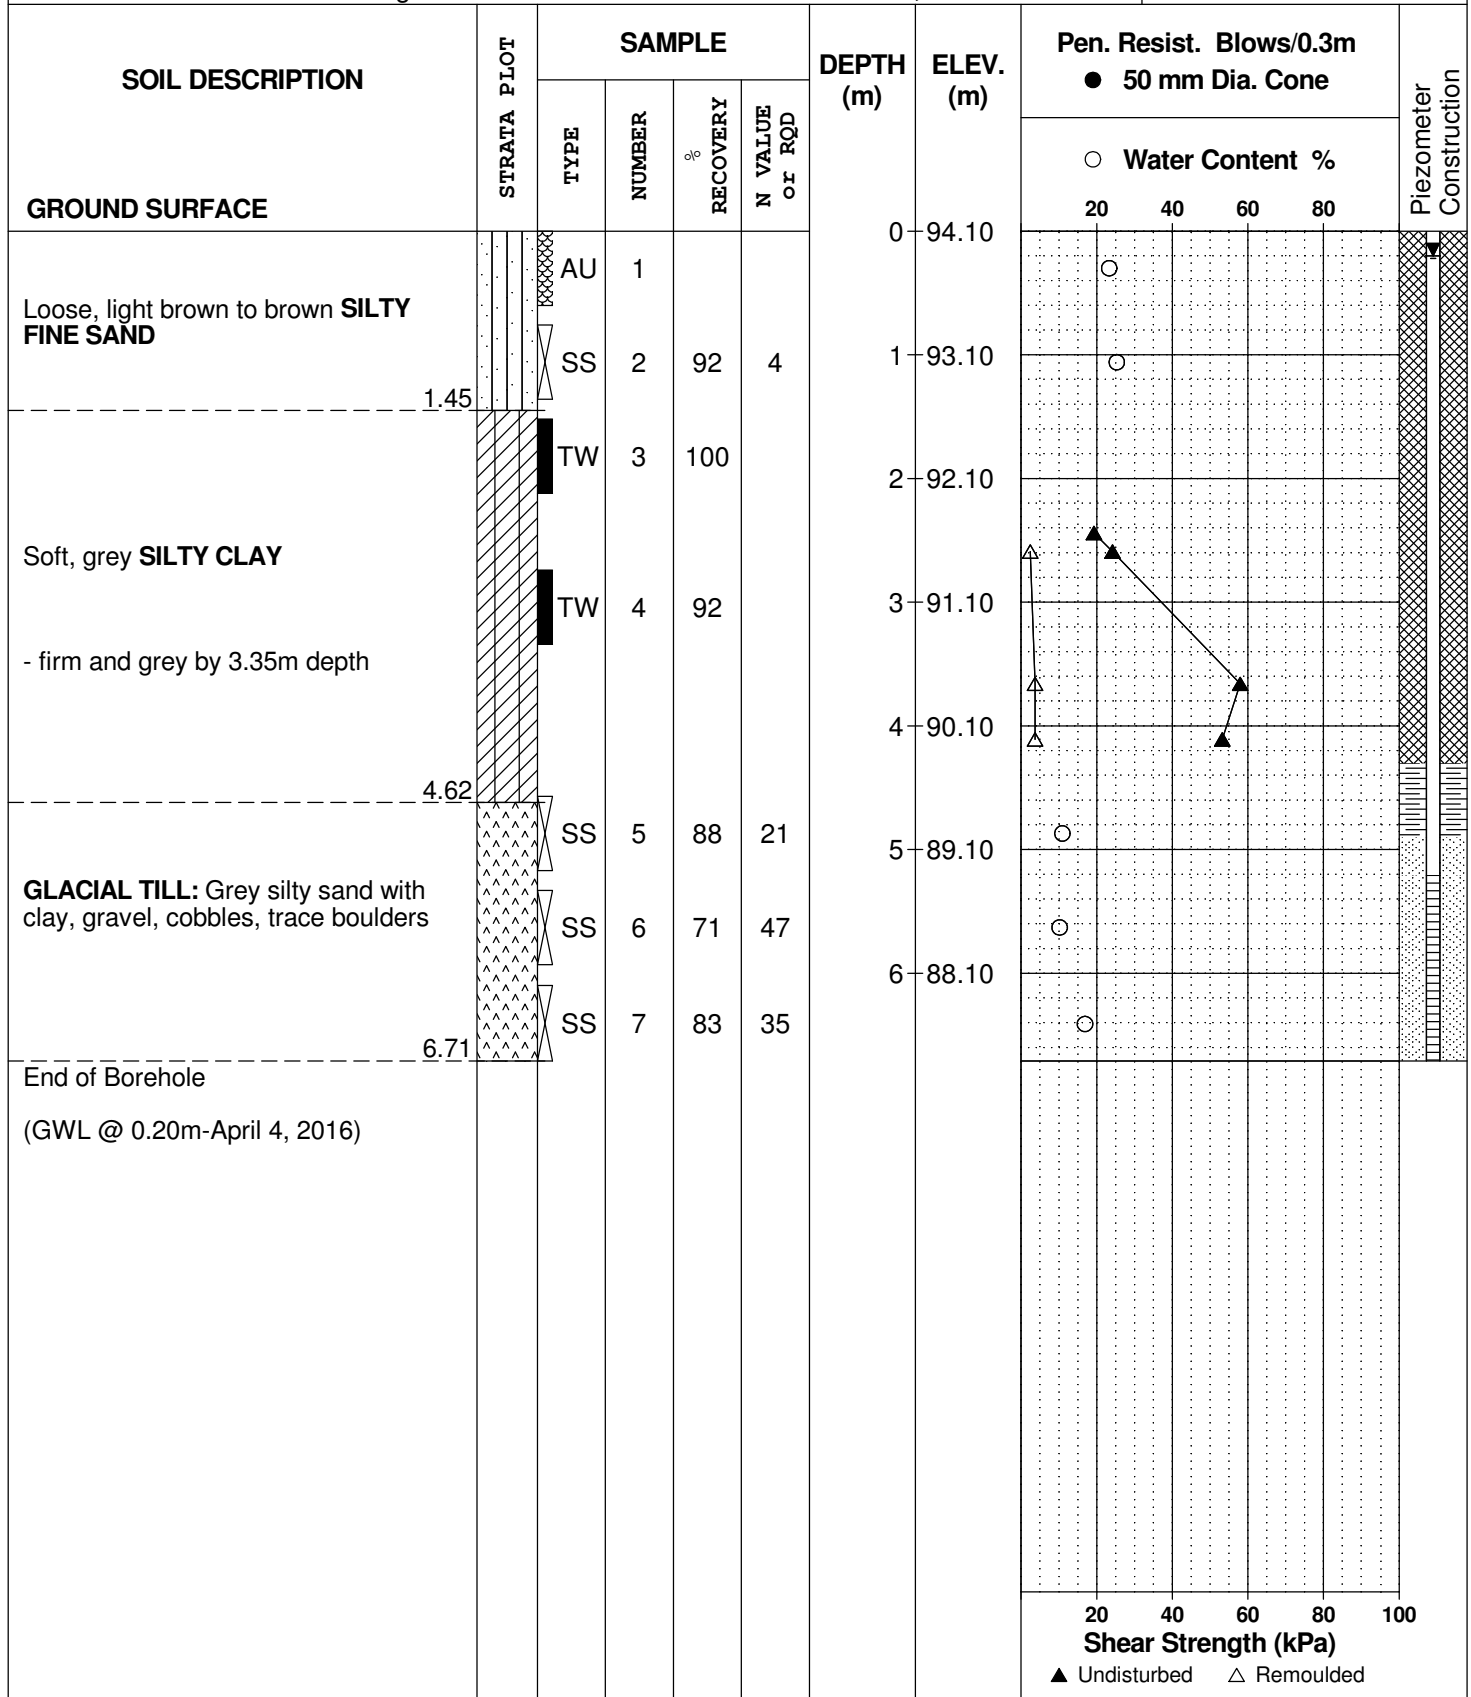 SOIL DESCRIPTION
GROUND SURFACE
STRATA PLOT
SAMPLE
TYPE
NUMBER
%
RECOVERY
N VALUE
or RQD
DEPTH
(m)
ELEV.
(m)
Pen. Resist. Blows/0.3m
● 50 mm Dia. Cone
○ Water Content %
20 40 60 80
Piezometer
Construction
0 94.10
AU 1
Loose, light brown to brown SILTY
FINE SAND
SS 2 92 4
1 93.10
1.45
TW 3 100
2 92.10
Soft, grey SILTY CLAY
TW 4 92
3 91.10
- firm and grey by 3.35m depth
4 90.10
4.62
SS 5 88 21
5 89.10
GLACIAL TILL: Grey silty sand with
clay, gravel, cobbles, trace boulders
SS 6 71 47
6 88.10
SS 7 83 35
6.71
End of Borehole
(GWL @ 0.20m-April 4, 2016)
20 40 60 80 100
Shear Strength (kPa)
▲ Undisturbed △ Remoulded